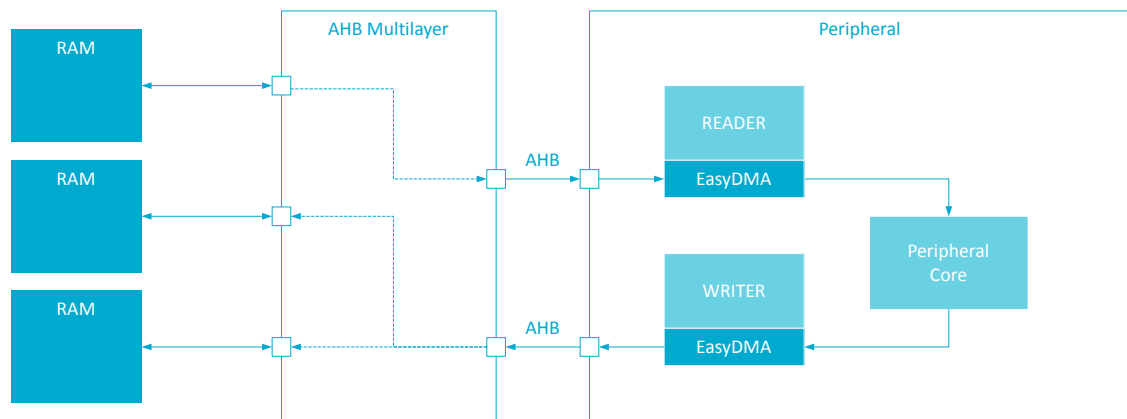 AHB Multilayer
Peripheral
RAM
READER
AHB
EasyDMA
RAM
Peripheral
Core
WRITER
RAM
AHB
EasyDMA